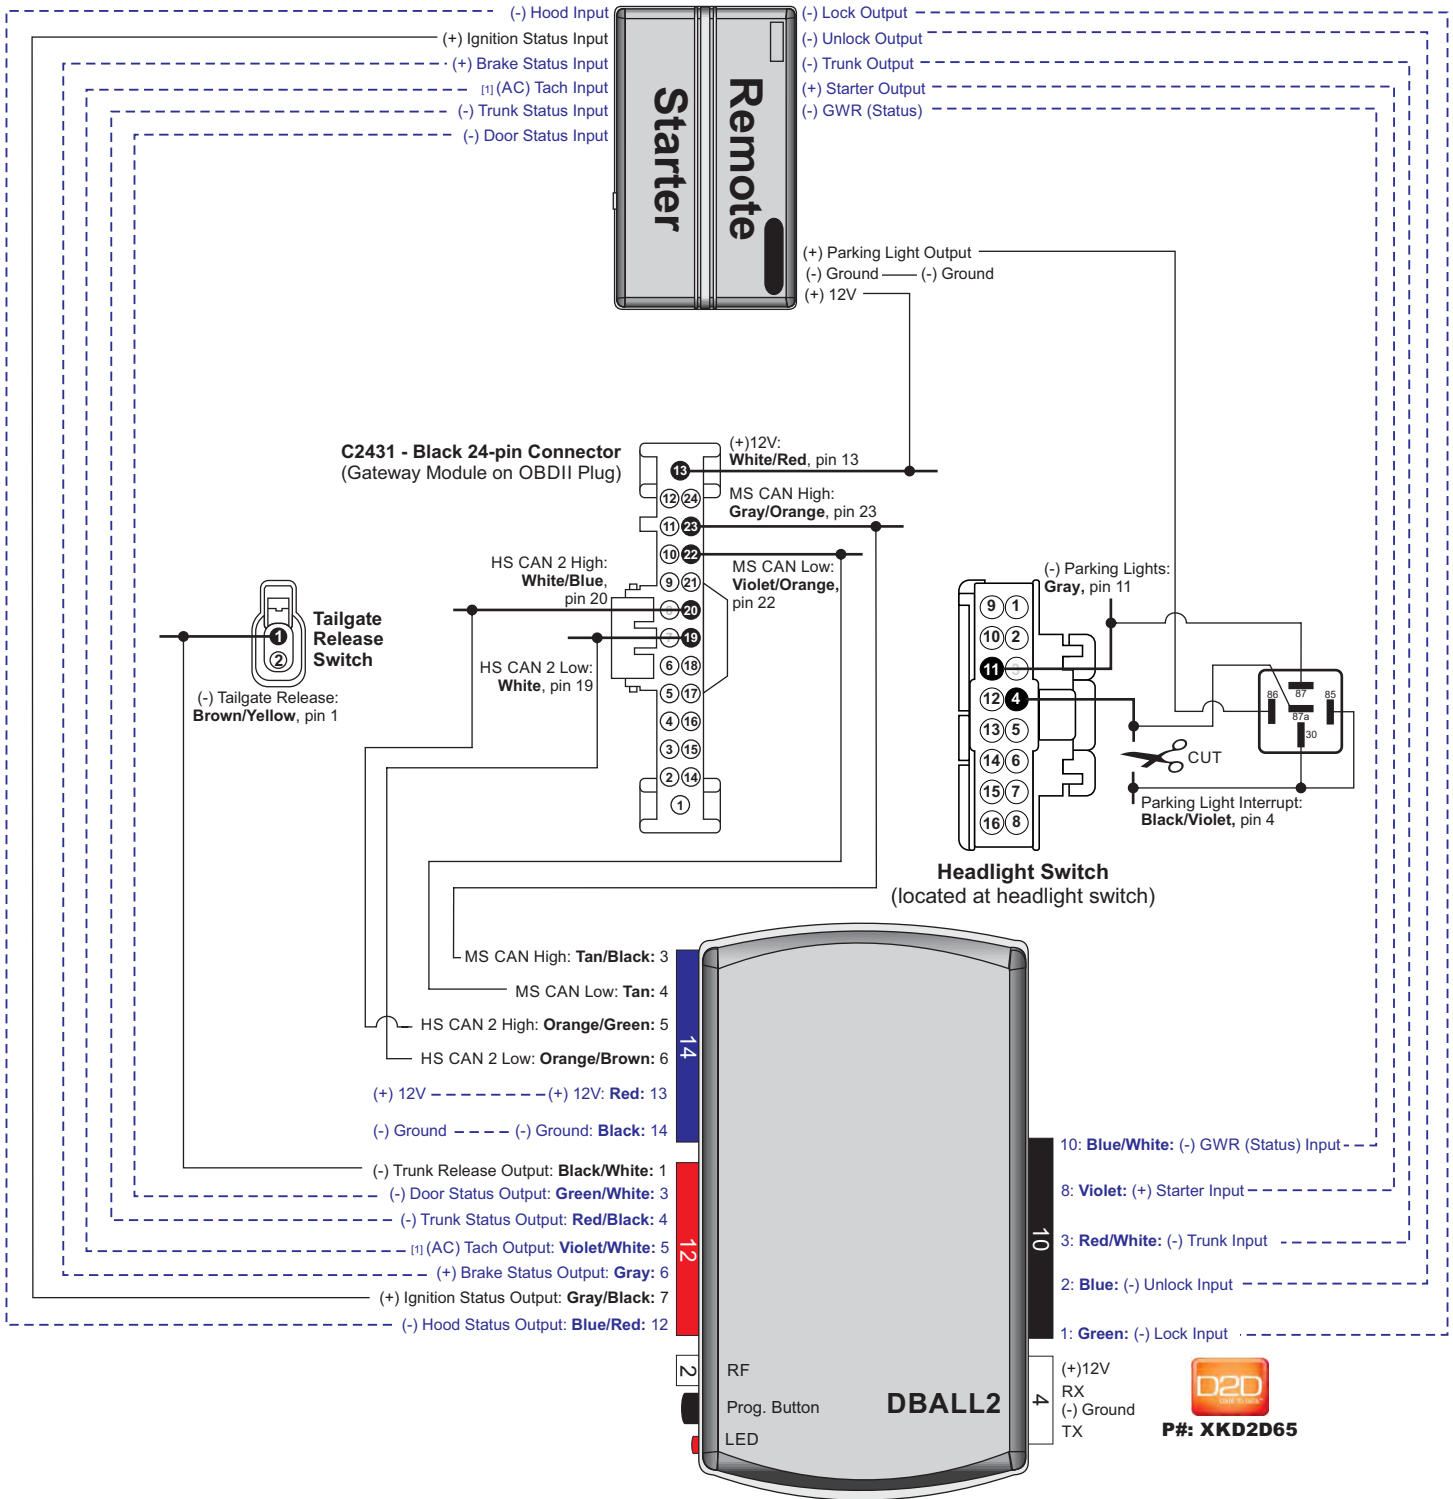 (-) Hood Input
(+) Ignition Status Input
(+) Brake Status Input
[1] (AC) Tach Input
(-) Trunk Status Input
(-) Door Status Input
Remote
Starter
(-) Lock Output
(-) Unlock Output
(-) Trunk Output
(+) Starter Output
(-) GWR (Status)
(+) Parking Light Output
(-) Ground (-) Ground
(+) 12V
C2431 - Black 24-pin Connector
(Gateway Module on OBDII Plug)
(+)12V:
White/Red, pin 13
MS CAN High:
Gray/Orange, pin 23
MS CAN Low:
Violet/Orange,
pin 22
HS CAN 2 High:
White/Blue,
pin 20
HS CAN 2 Low:
White, pin 19
13
12 24
11 23
10 22
9 21
8 20
7 19
6 18
5 17
4 16
3 15
2 14
1
1
2
Tailgate
Release
Switch
(-) Tailgate Release:
Brown/Yellow, pin 1
(-) Parking Lights:
Gray, pin 11
9 1
10 2
11 3
12 4
13 5
14 6
15 7
16 8
86 87 85
87a
30
CUT
Parking Light Interrupt:
Black/Violet, pin 4
Headlight Switch
(located at headlight switch)
MS CAN High: Tan/Black: 3
MS CAN Low: Tan: 4
HS CAN 2 High: Orange/Green: 5
HS CAN 2 Low: Orange/Brown: 6
(+) 12V (+) 12V: Red: 13
(-) Ground (-) Ground: Black: 14
14
(-) Trunk Release Output: Black/White: 1
(-) Door Status Output: Green/White: 3
(-) Trunk Status Output: Red/Black: 4
[1] (AC) Tach Output: Violet/White: 5
(+) Brake Status Output: Gray: 6
(+) Ignition Status Output: Gray/Black: 7
(-) Hood Status Output: Blue/Red: 12
12
10: Blue/White: (-) GWR (Status) Input
8: Violet: (+) Starter Input
3: Red/White: (-) Trunk Input
2: Blue: (-) Unlock Input
1: Green: (-) Lock Input
10
2
RF
Prog. Button
LED
DBALL2
4
(+)12V
RX
(-) Ground
TX
D2D
P#: XKD2D65